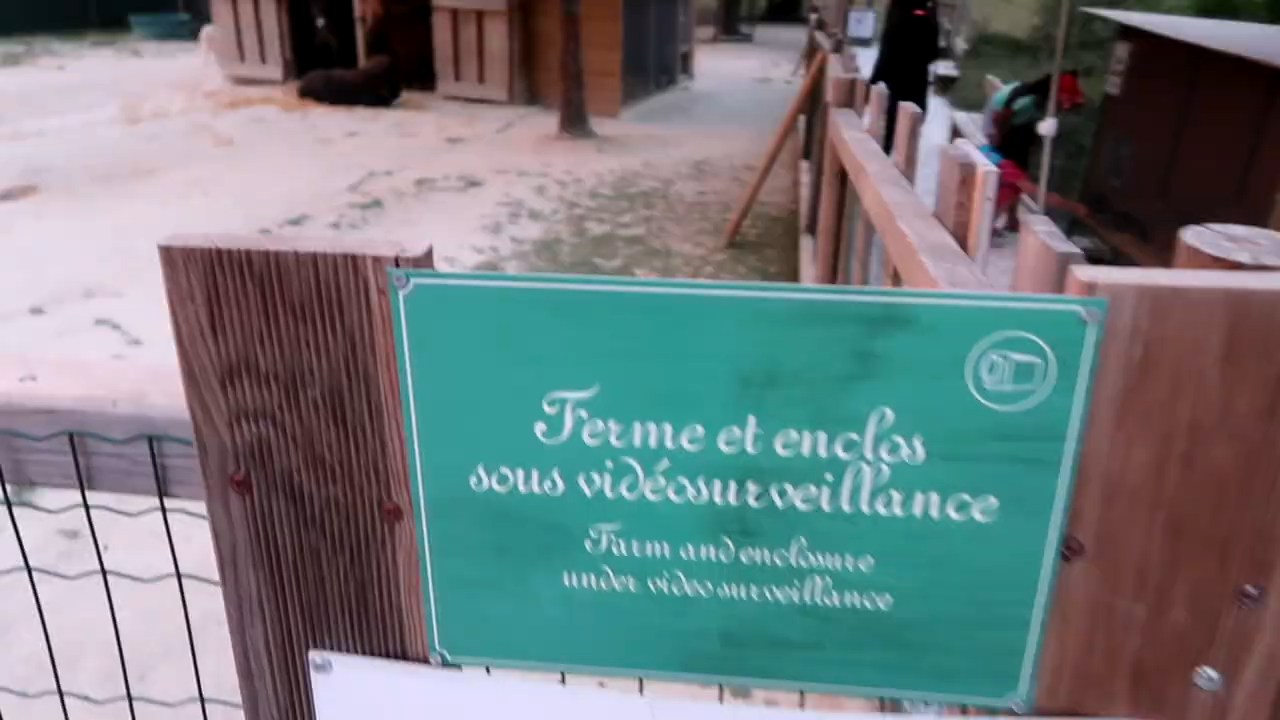 Ferme et enclos
sous vidéosurveillance
Farm and enclosure
under video surveillance